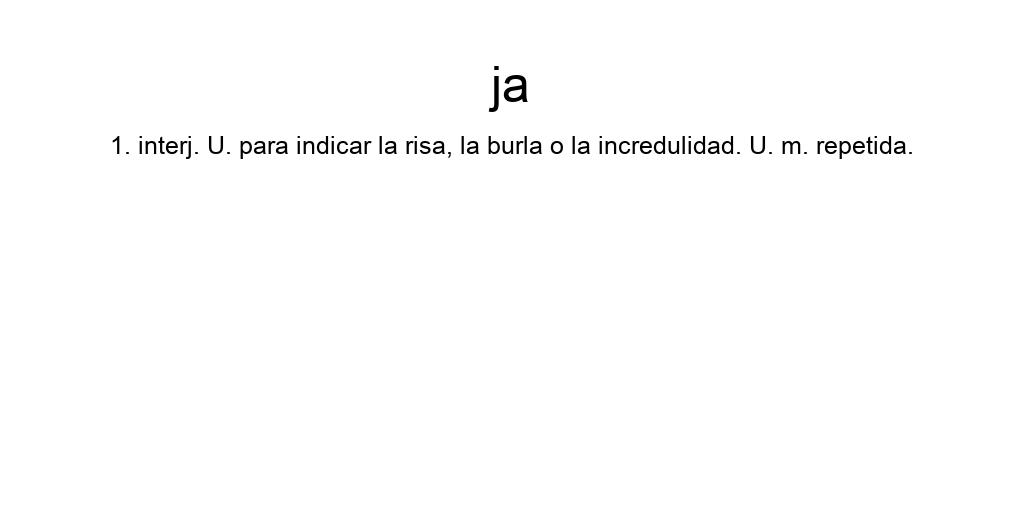 ja
1. interj. U. para indicar la risa, la burla o la incredulidad. U. m. repetida.